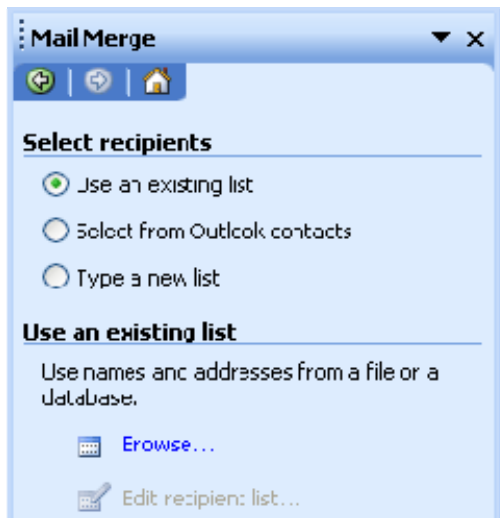 Mail Merge
Select recipients
Use an existing list
Select from Outlook contacts
Type a new list
Use an existing list
Use names and addresses from a file or a
database.
Browse...
Edit recipient list...